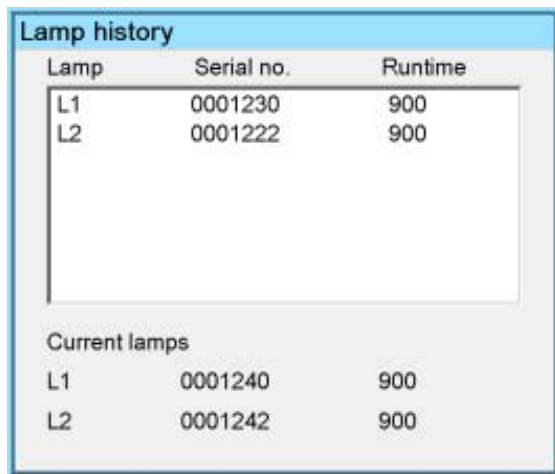 Lamp history
Lamp Serial no. Runtime
L1 0001230 900
L2 0001222 900
Current lamps
L1 0001240 900
L2 0001242 900